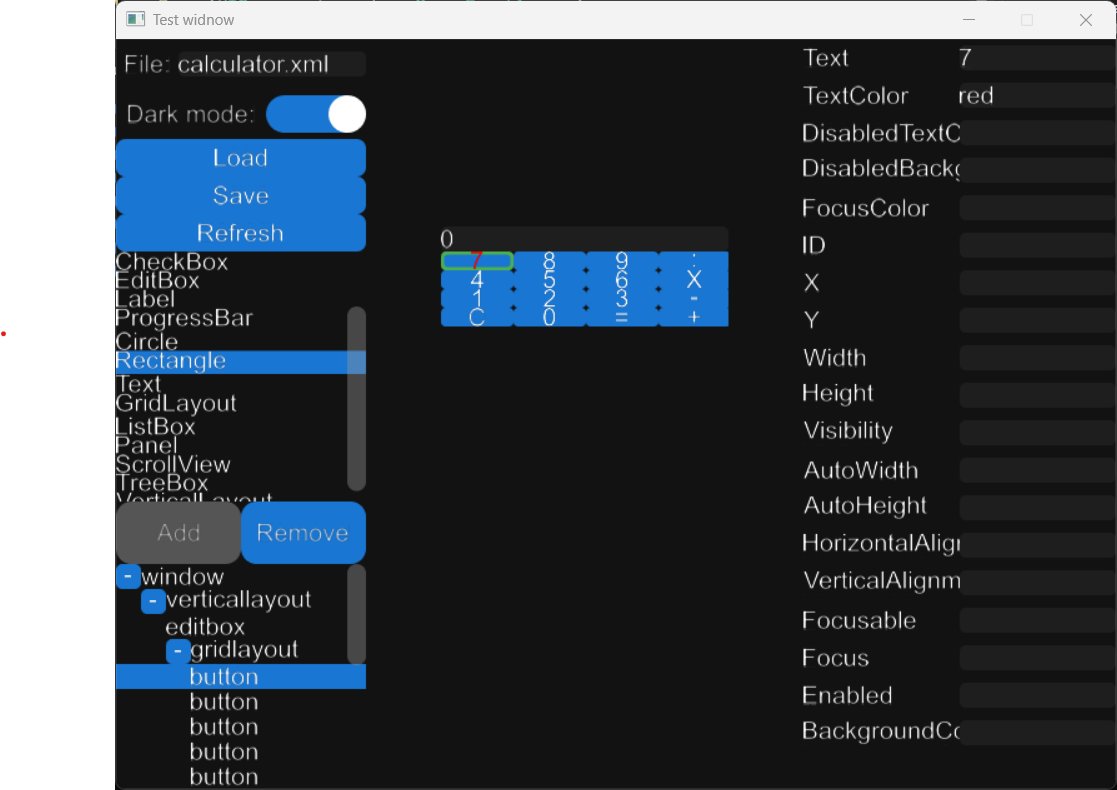 Test widnow
File: calculator.xml
Dark mode:
Load
Save
Refresh
CheckBox
EditBox
Label
ProgressBar
Circle
Rectangle
Text
GridLayout
ListBox
Panel
ScrollView
TreeBox
VerticalLayout
Add
Remove
- window
- verticallayout
editbox
- gridlayout
button
button
button
button
button
0
7 8 9 :
4 5 6 X
1 2 3 -
C 0 = +
Text 7
TextColor red
DisabledTextC
DisabledBackg
FocusColor
ID
X
Y
Width
Height
Visibility
AutoWidth
AutoHeight
HorizontalAlign
VerticalAlignm
Focusable
Focus
Enabled
BackgroundCo